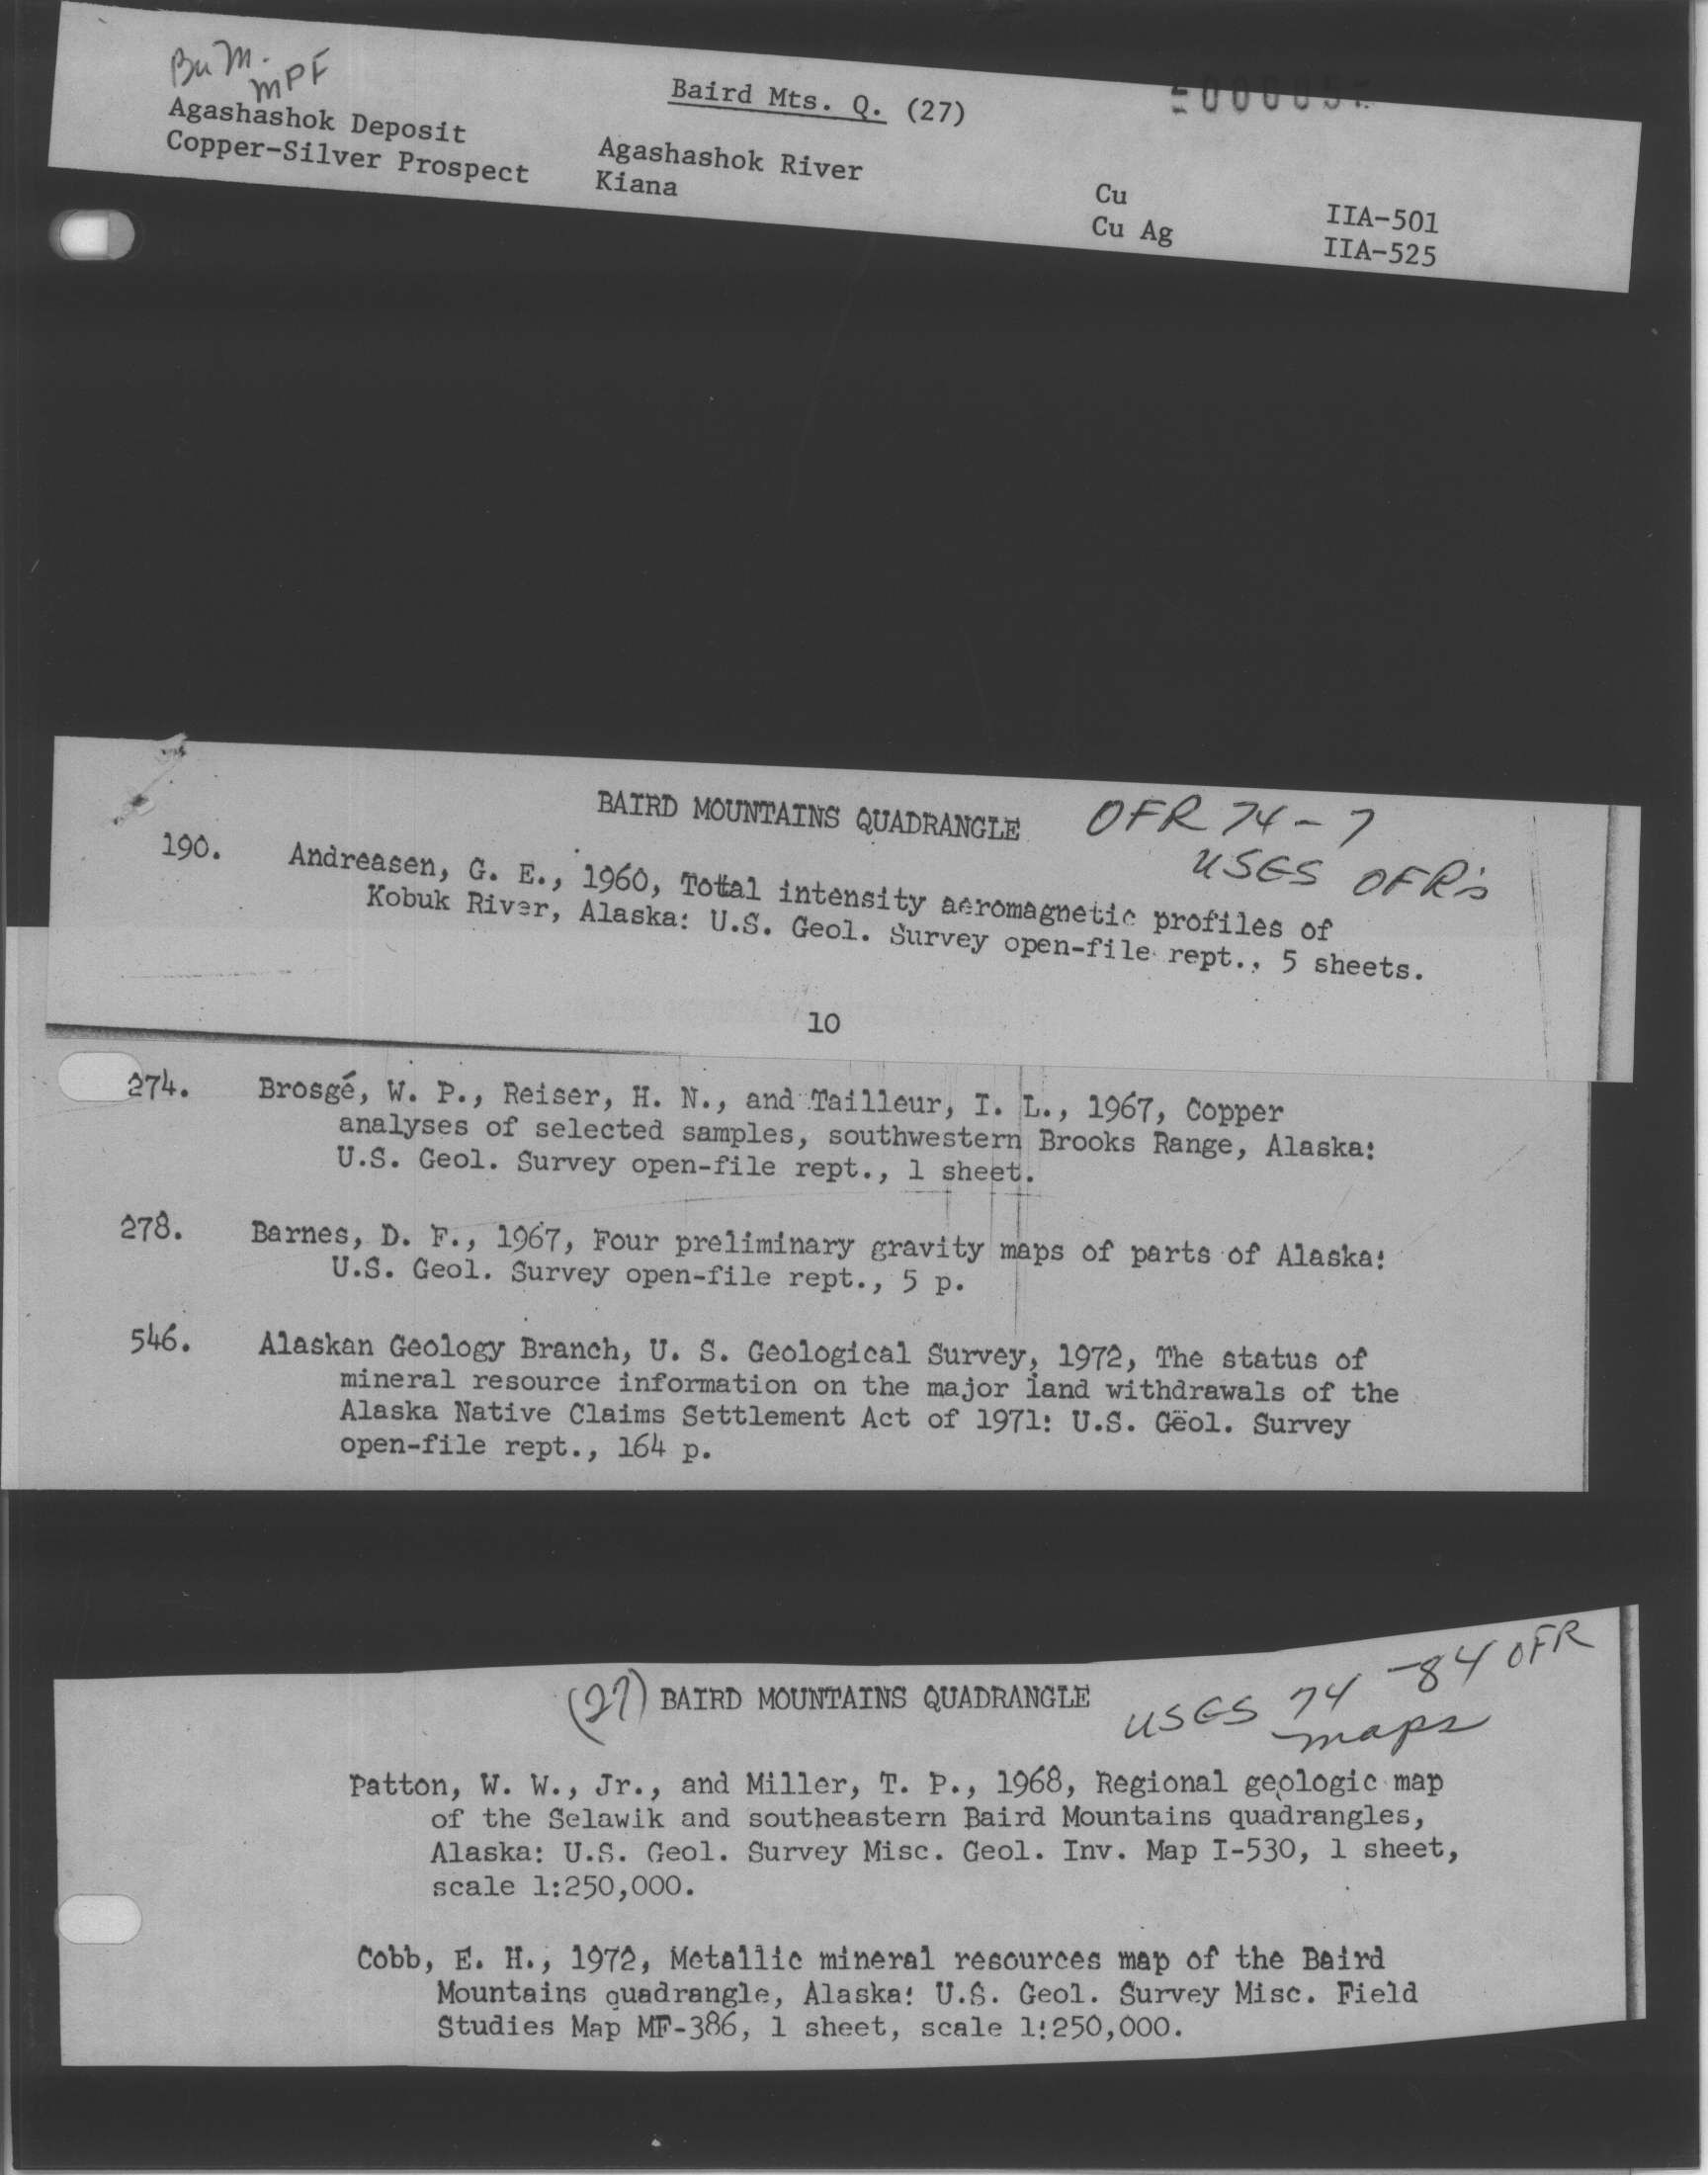 BuM.
MPF
Baird Mts. Q. (27)
Agashashok Deposit Agashashok River Cu IIA-501
Copper-Silver Prospect Kiana Cu Ag IIA-525
BAIRD MOUNTAINS QUADRANGLE OFR 74-7
USGS OFR's
190. Andreasen, G. E., 1960, Total intensity aeromagnetic profiles of
Kobuk River, Alaska: U.S. Geol. Survey open-file rept., 5 sheets.
10
274. Brosgé, W. P., Reiser, H. N., and Tailleur, I. L., 1967, Copper
analyses of selected samples, southwestern Brooks Range, Alaska:
U.S. Geol. Survey open-file rept., 1 sheet.
278. Barnes, D. F., 1967, Four preliminary gravity maps of parts of Alaska:
U.S. Geol. Survey open-file rept., 5 p.
546. Alaskan Geology Branch, U. S. Geological Survey, 1972, The status of
mineral resource information on the major land withdrawals of the
Alaska Native Claims Settlement Act of 1971: U.S. Geol. Survey
open-file rept., 164 p.
(27) BAIRD MOUNTAINS QUADRANGLE USGS 74-84 OFR
maps
Patton, W. W., Jr., and Miller, T. P., 1968, Regional geologic map
of the Selawik and southeastern Baird Mountains quadrangles,
Alaska: U.S. Geol. Survey Misc. Geol. Inv. Map I-530, 1 sheet,
scale 1:250,000.
Cobb, E. H., 1972, Metallic mineral resources map of the Baird
Mountains quadrangle, Alaska: U.S. Geol. Survey Misc. Field
Studies Map MF-386, 1 sheet, scale 1:250,000.